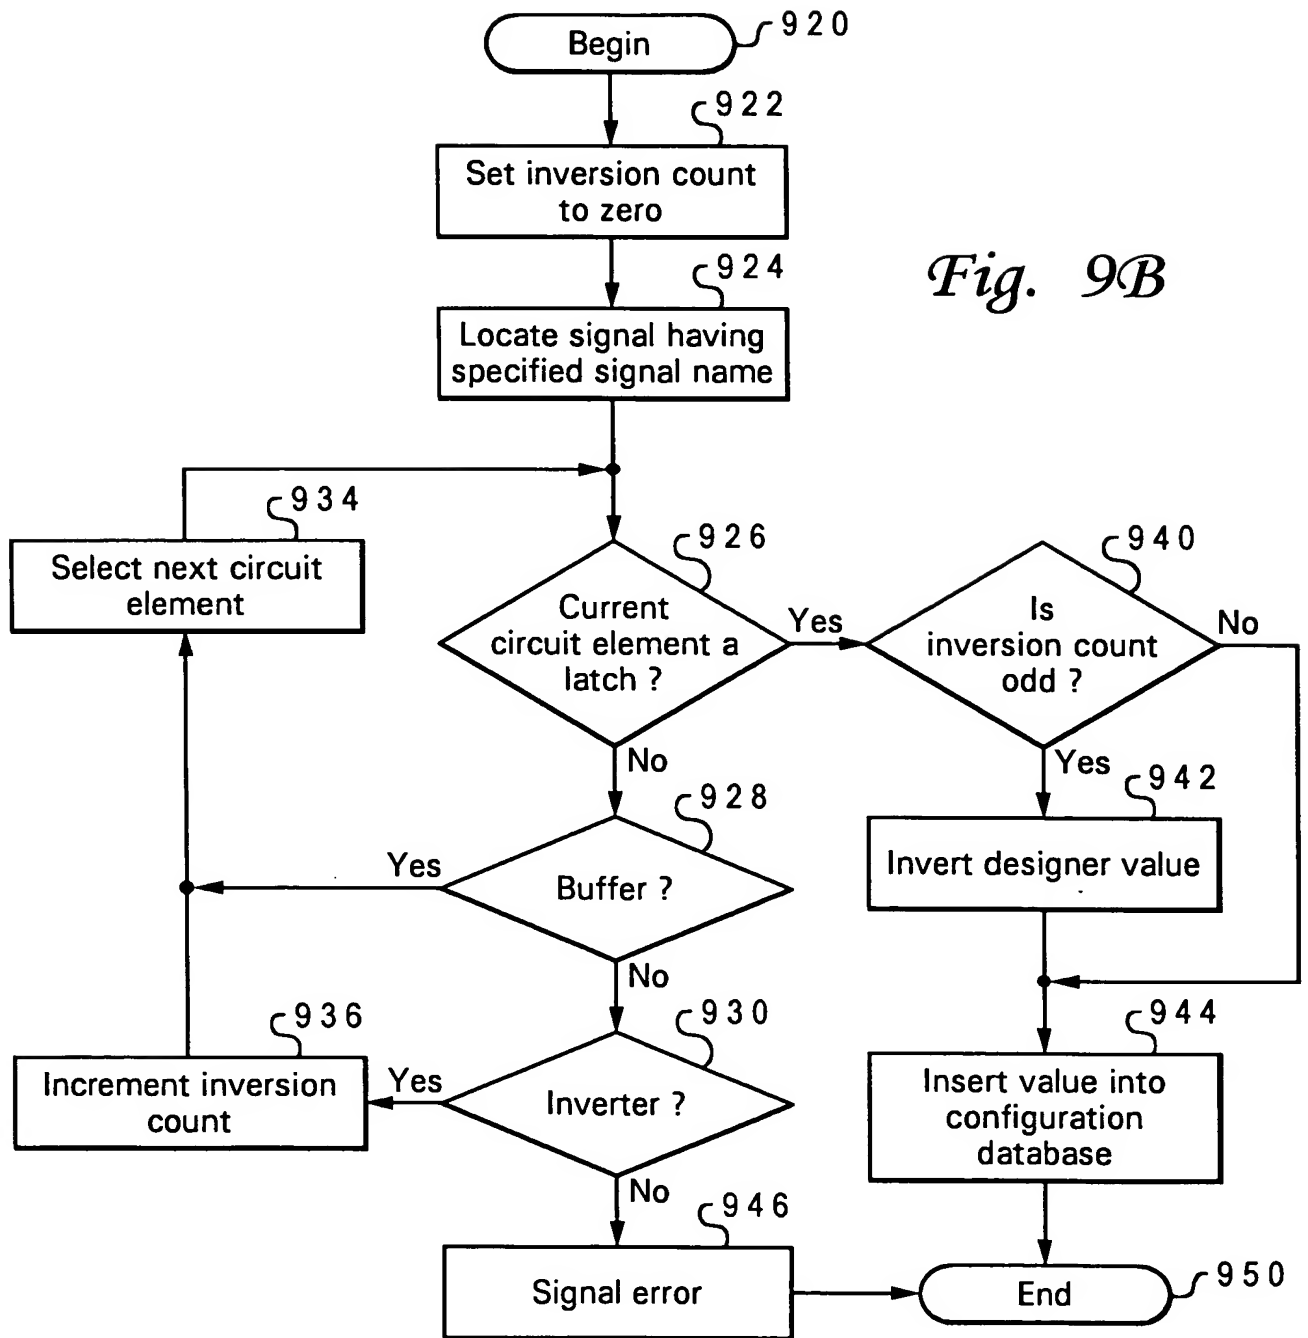 Begin
920
922
Set inversion count
to zero
Fig. 9B
924
Locate signal having
specified signal name
934
Select next circuit
element
926
Current
circuit element a
latch ?
Yes
940
Is
inversion count
odd ?
No
No
Yes
928
Buffer ?
Yes
942
Invert designer value
No
936
Increment inversion
count
930
Inverter ?
Yes
944
Insert value into
configuration
database
No
946
Signal error
End
950